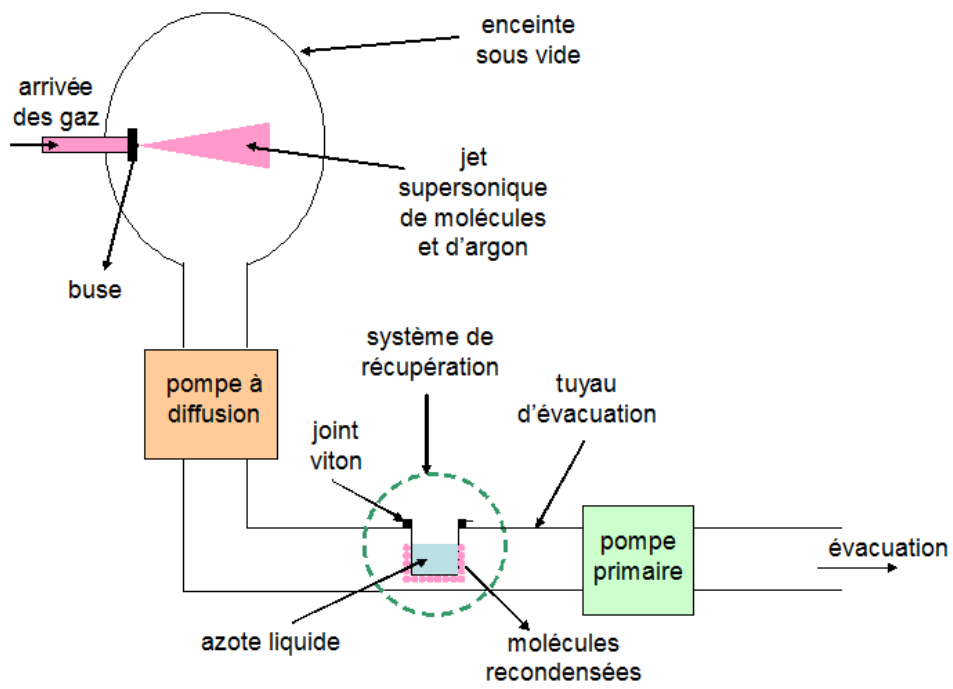 enceinte
sous vide
arrivée
des gaz
jet
supersonique
de molécules
et d'argon
buse
système de
récupération
pompe à
diffusion
tuyau
d'évacuation
joint
viton
pompe
primaire
évacuation
azote liquide
molécules
recondensées